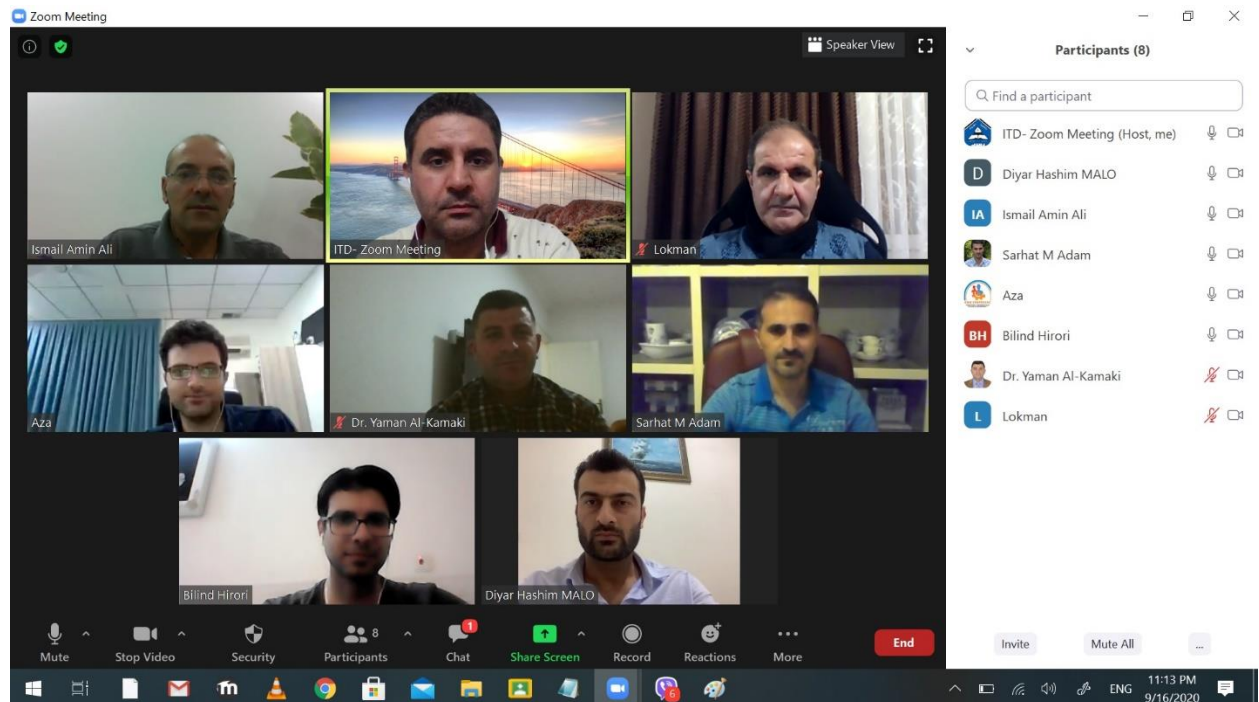 Zoom Meeting
Speaker View
Ismail Amin Ali
ITD- Zoom Meeting
Lokman
Aza
Dr. Yaman Al-Kamaki
Sarhat M Adam
Bilind Hirori
Diyar Hashim MALO
Mute
Stop Video
Security
8
Participants
1
Chat
Share Screen
Record
Reactions
More
End
Participants (8)
Find a participant
ITD- Zoom Meeting (Host, me)
D Diyar Hashim MALO
IA Ismail Amin Ali
Sarhat M Adam
Aza
BH Bilind Hirori
Dr. Yaman Al-Kamaki
L Lokman
Invite Mute All ...
6
ENG
11:13 PM
9/16/2020